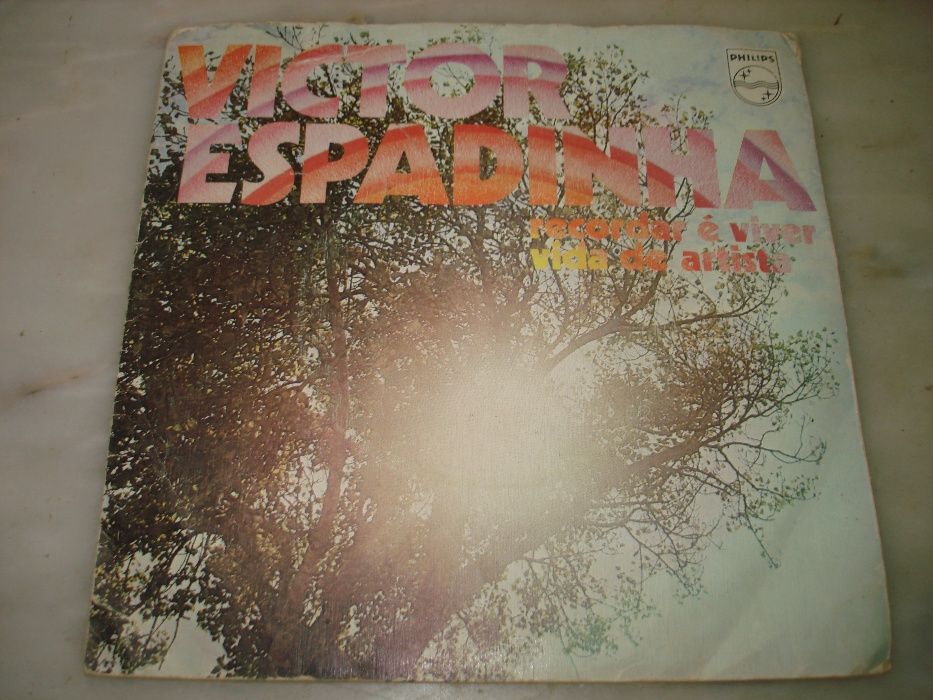 VICTOR
PHILIPS
ESPADINHA
recordar é viver
vida de artista